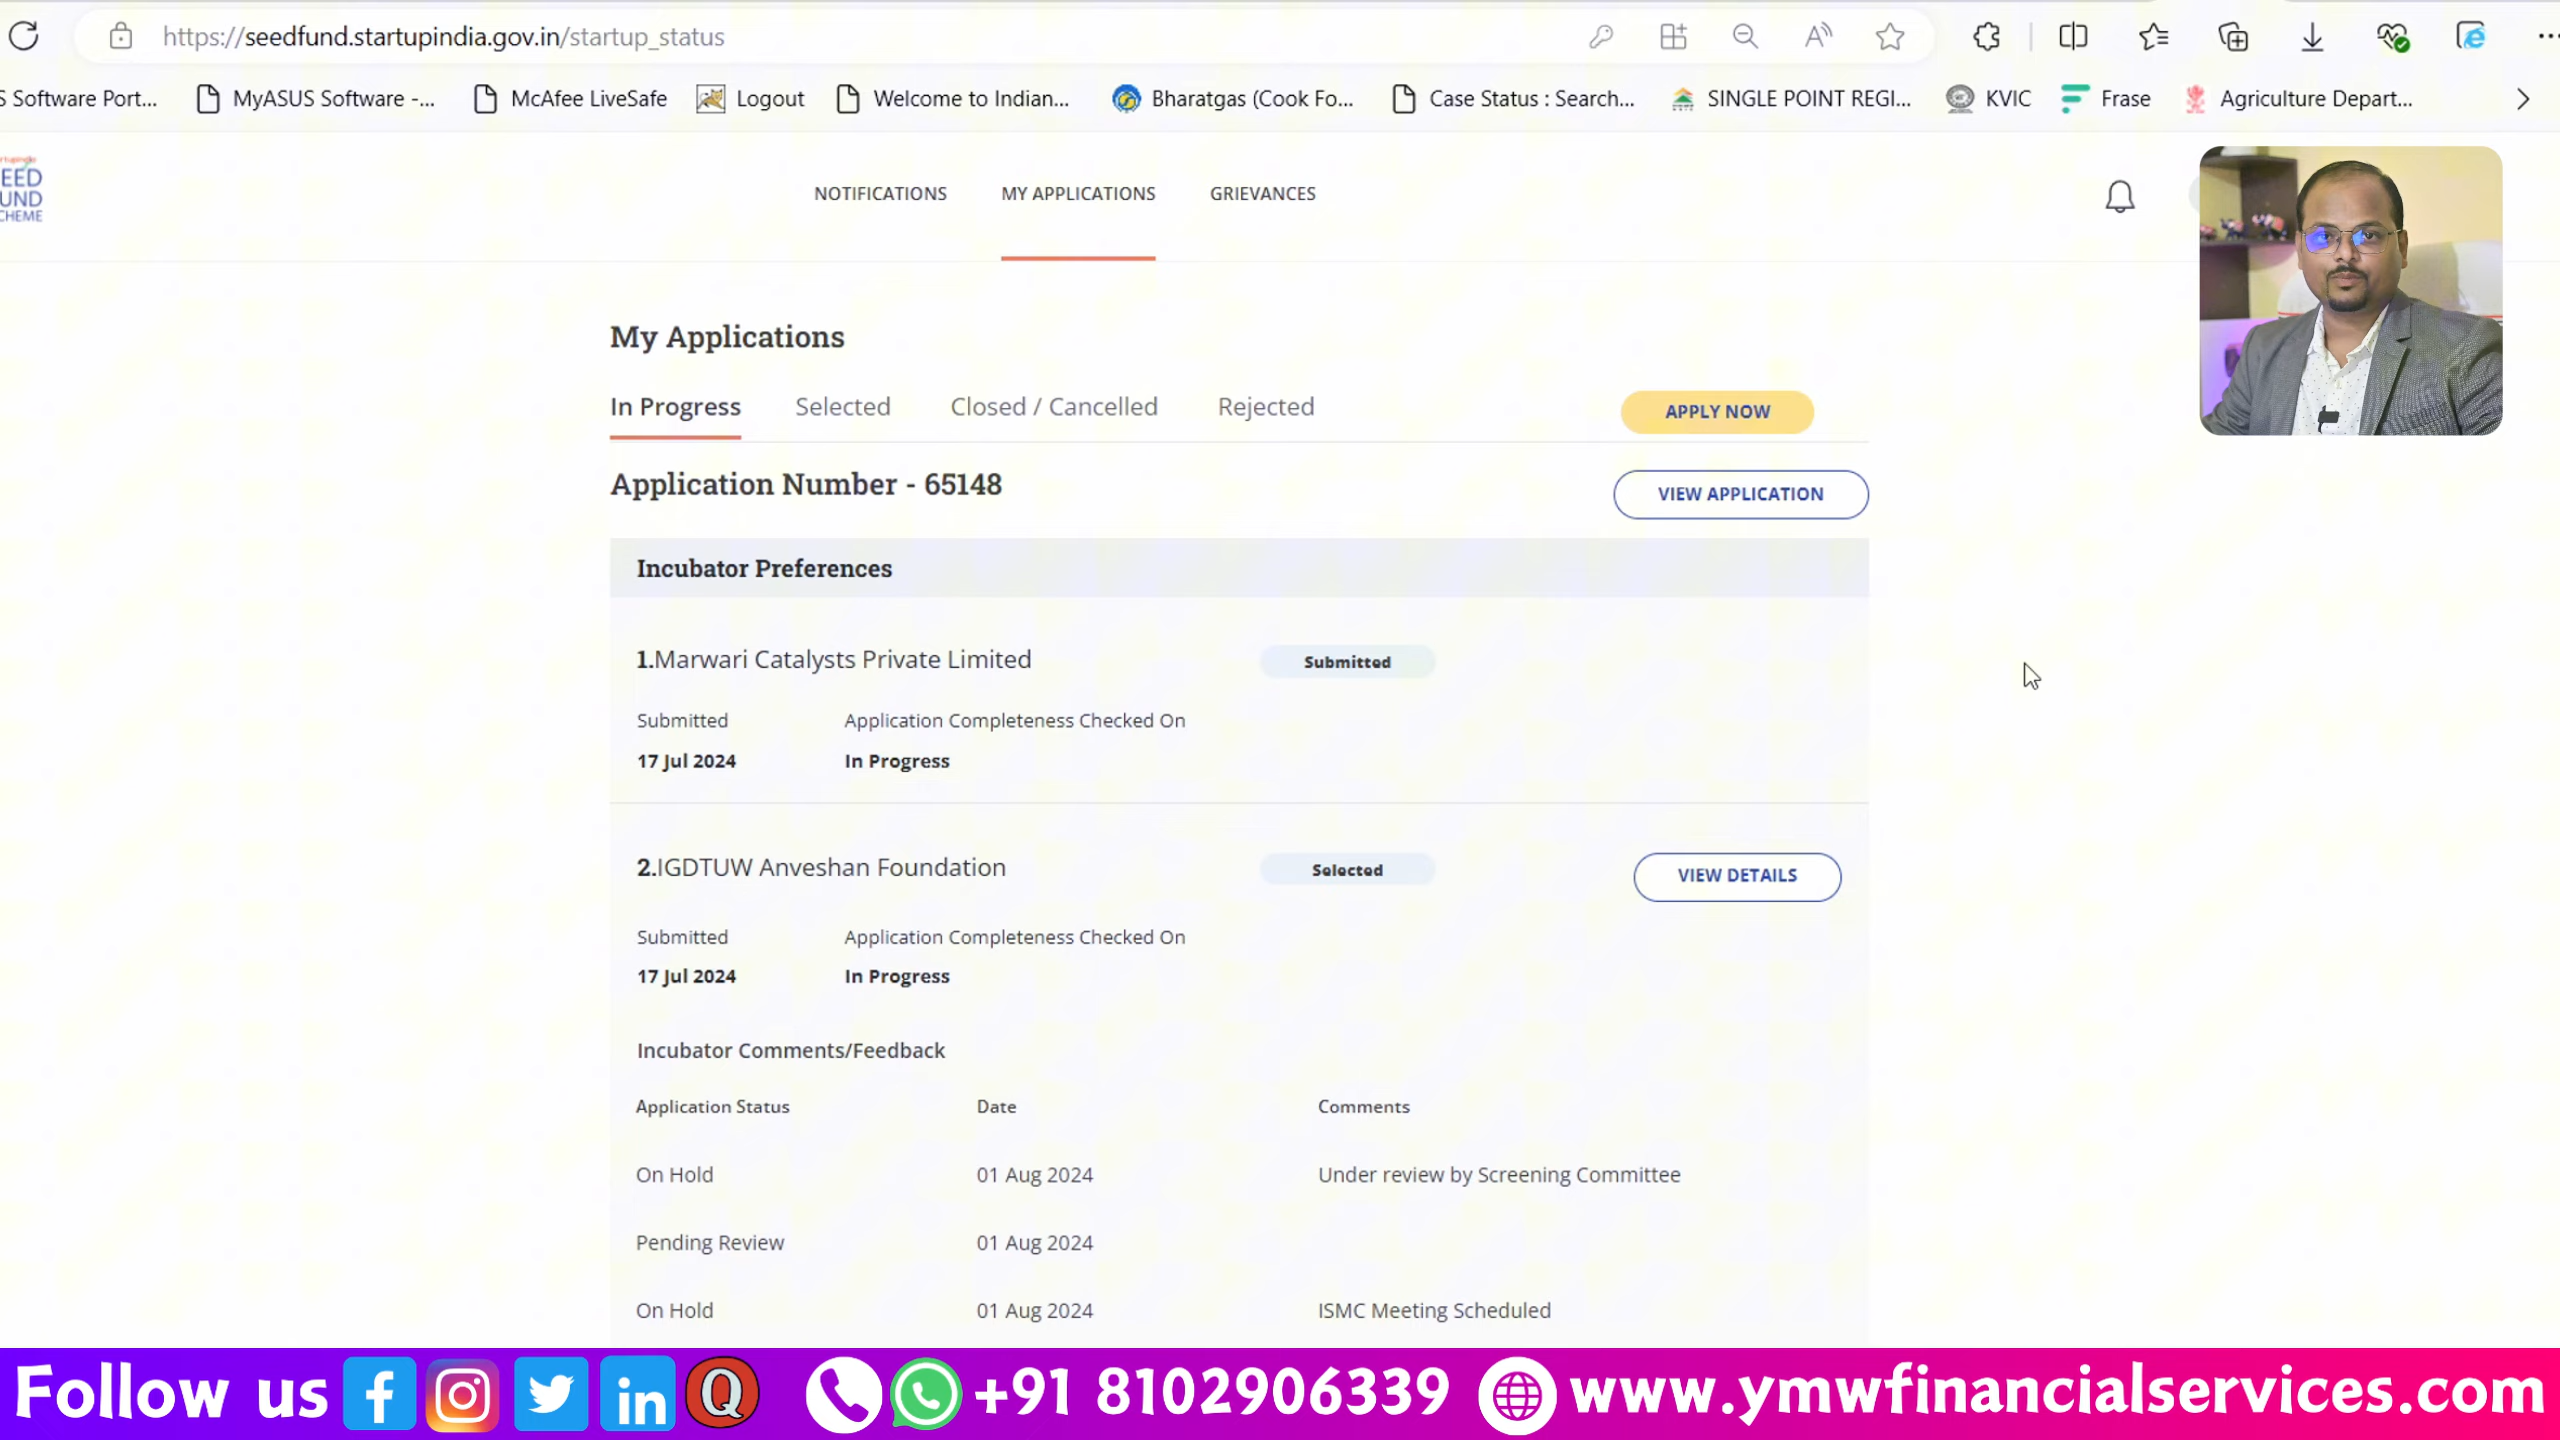 https://seedfund.startupindia.gov.in/startup_status
S Software Port... MyASUS Software -... McAfee LiveSafe Logout Welcome to Indian... Bharatgas (Cook Fo... Case Status : Search... SINGLE POINT REGI... KVIC Frase Agriculture Depart...
EED
UND
CHEME
NOTIFICATIONS MY APPLICATIONS GRIEVANCES
My Applications
In Progress Selected Closed / Cancelled Rejected APPLY NOW
Application Number - 65148 VIEW APPLICATION
Incubator Preferences
1.Marwari Catalysts Private Limited Submitted
Submitted Application Completeness Checked On
17 Jul 2024 In Progress
2.IGDTUW Anveshan Foundation Selected VIEW DETAILS
Submitted Application Completeness Checked On
17 Jul 2024 In Progress
Incubator Comments/Feedback
Application Status Date Comments
On Hold 01 Aug 2024 Under review by Screening Committee
Pending Review 01 Aug 2024
On Hold 01 Aug 2024 ISMC Meeting Scheduled
Follow us +91 8102906339 www.ymwfinancialservices.com